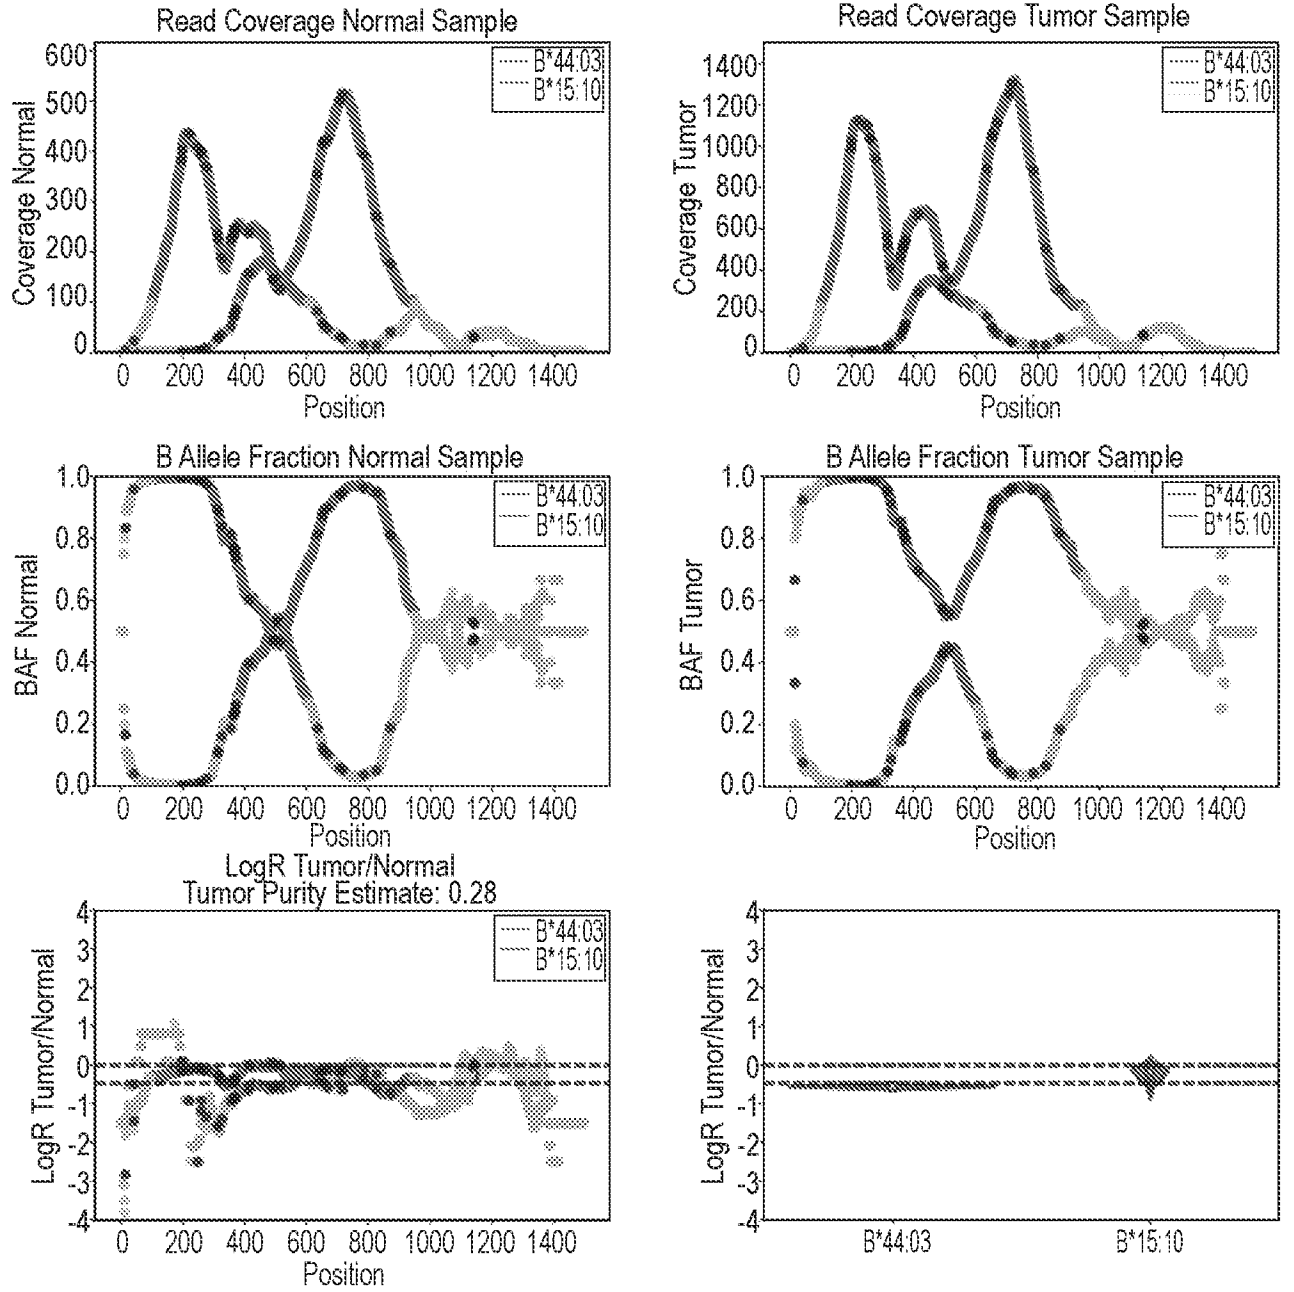 Read Coverage Normal Sample
600
500
400
300
200
100
0
Coverage Normal
B*44:03
B*15:10
0 200 400 600 800 1000 1200 1400
Position
Read Coverage Tumor Sample
1400
1200
1000
800
600
400
200
0
Coverage Tumor
B*44:03
B*15:10
0 200 400 600 800 1000 1200 1400
Position
B Allele Fraction Normal Sample
1.0
0.8
0.6
0.4
0.2
0.0
BAF Normal
B*44:03
B*15:10
0 200 400 600 800 1000 1200 1400
Position
B Allele Fraction Tumor Sample
1.0
0.8
0.6
0.4
0.2
0.0
BAF Tumor
B*44:03
B*15:10
0 200 400 600 800 1000 1200 1400
Position
LogR Tumor/Normal
Tumor Purity Estimate: 0.28
4
3
2
1
0
-1
-2
-3
-4
LogR Tumor/Normal
B*44:03
B*15:10
0 200 400 600 800 1000 1200 1400
Position
4
3
2
1
0
-1
-2
-3
-4
LogR Tumor/Normal
B*44:03 B*15:10